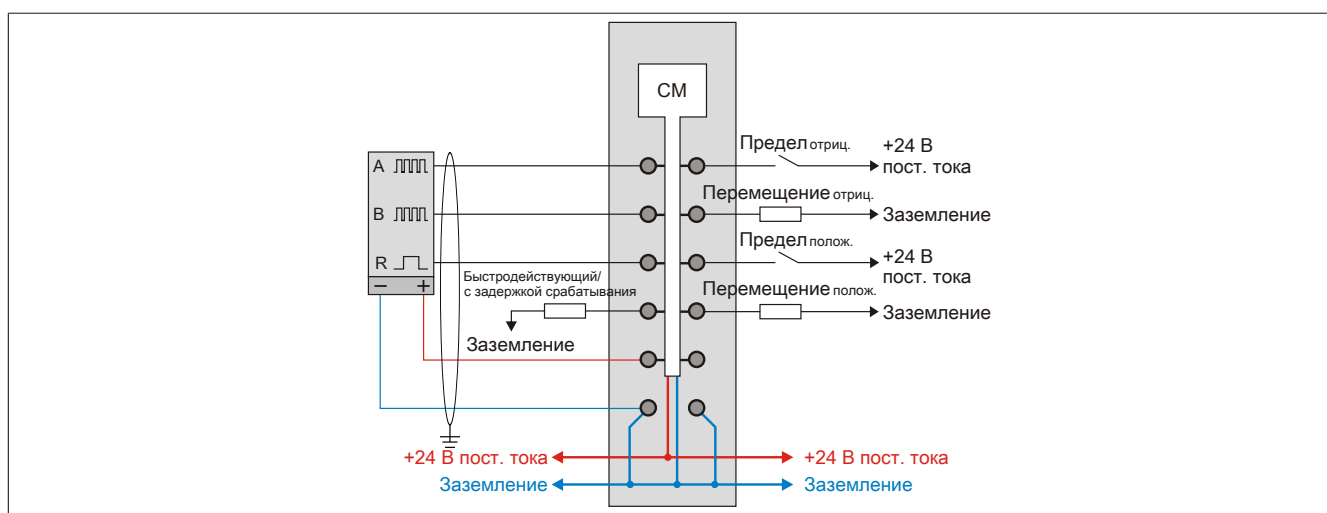 СМ
A
B
R
− +
Быстродействующий/
с задержкой срабатывания
Заземление
Предел отриц.
+24 В
пост. тока
Перемещение отриц.
Заземление
Предел полож.
+24 В
пост. тока
Перемещение полож.
Заземление
+24 В пост. тока
+24 В пост. тока
Заземление
Заземление